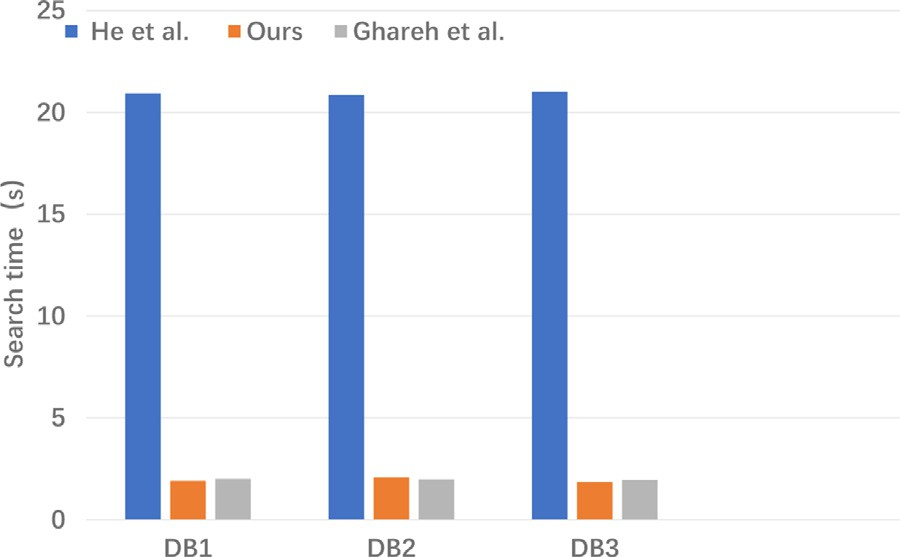 25
He et al. Ours Ghareh et al.
20
15
10
5
0
Search time (s)
DB1 DB2 DB3